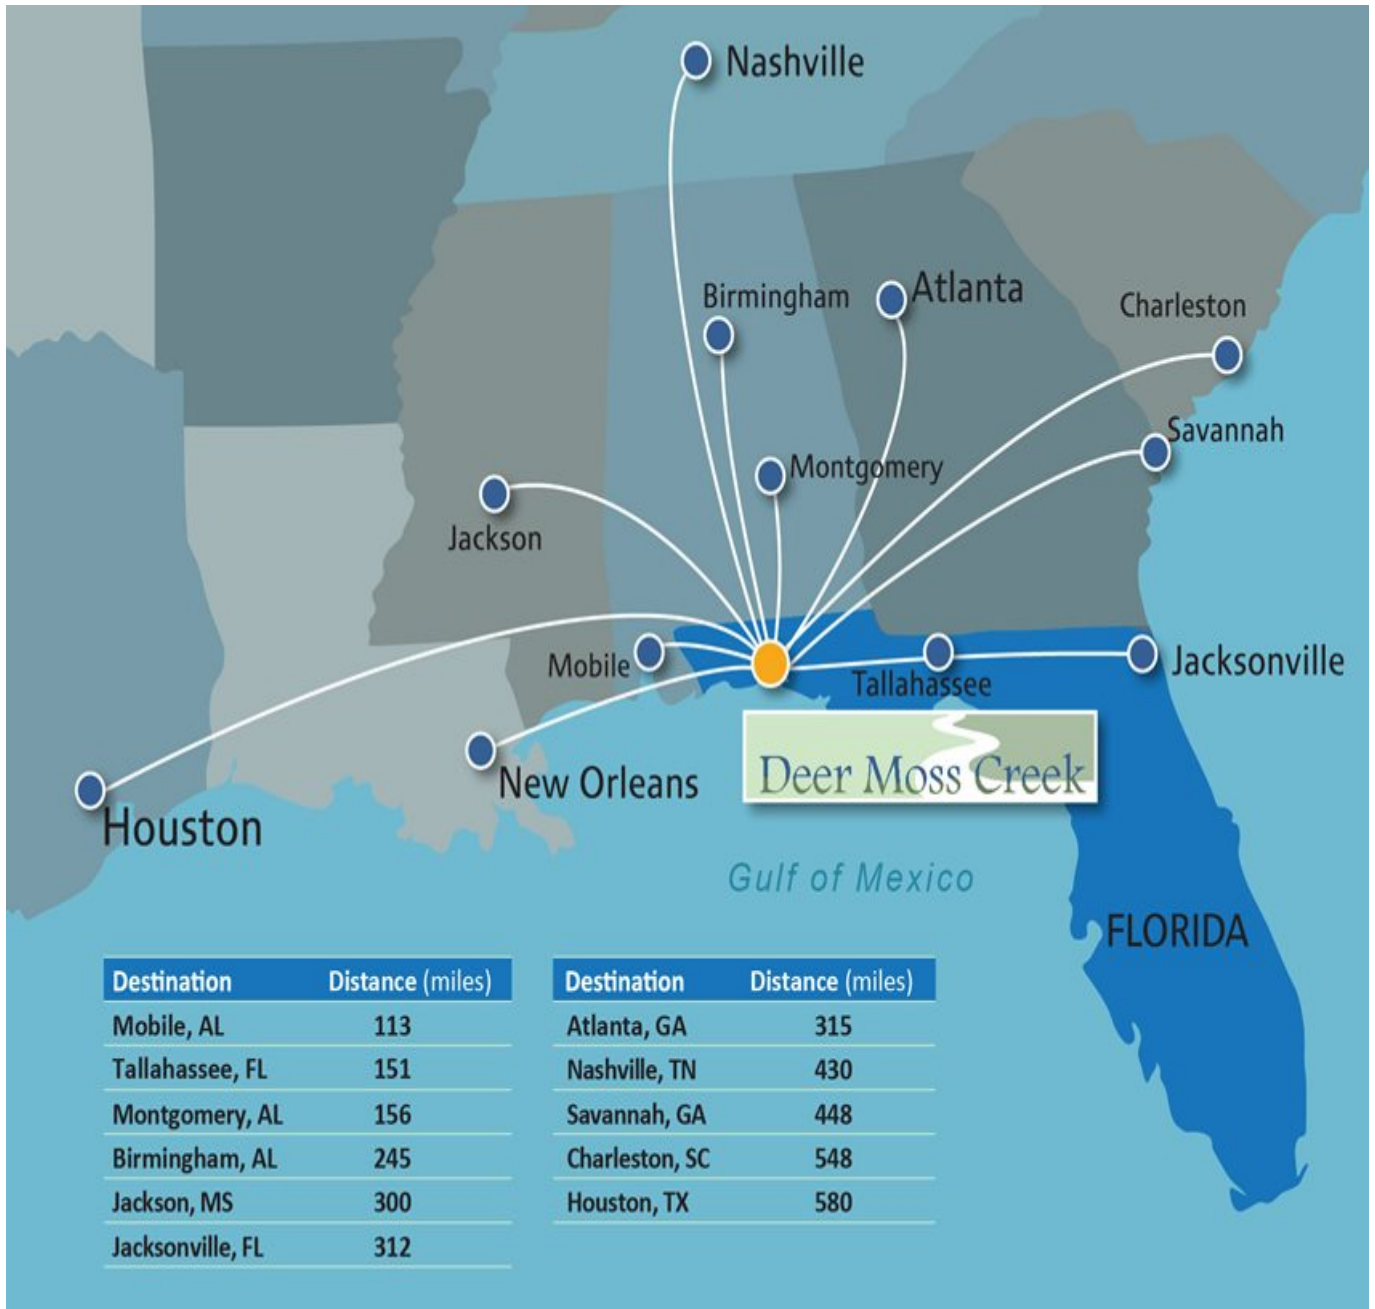 Nashville
Birmingham
Atlanta
Charleston
Savannah
Montgomery
Jackson
Mobile
Tallahassee
Jacksonville
New Orleans
Deer Moss Creek
Houston
Gulf of Mexico
FLORIDA
Destination Distance (miles)
Mobile, AL 113
Tallahassee, FL 151
Montgomery, AL 156
Birmingham, AL 245
Jackson, MS 300
Jacksonville, FL 312
Destination Distance (miles)
Atlanta, GA 315
Nashville, TN 430
Savannah, GA 448
Charleston, SC 548
Houston, TX 580